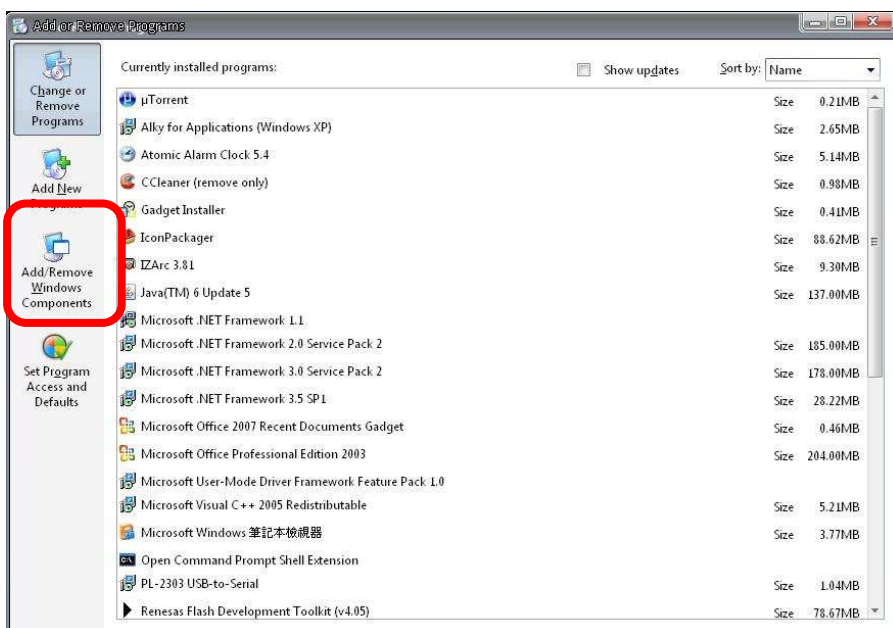 Add or Remove Programs
Change or
Remove
Programs
Add New
Programs
Add/Remove
Windows
Components
Set Program
Access and
Defaults
Currently installed programs:
Show updates
Sort by: Name
µTorrent Size 0.21MB
Alky for Applications (Windows XP) Size 2.65MB
Atomic Alarm Clock 5.4 Size 5.14MB
CCleaner (remove only) Size 0.98MB
Gadget Installer Size 0.41MB
IconPackager Size 88.62MB
IZArc 3.81 Size 9.30MB
Java(TM) 6 Update 5 Size 137.00MB
Microsoft .NET Framework 1.1
Microsoft .NET Framework 2.0 Service Pack 2 Size 185.00MB
Microsoft .NET Framework 3.0 Service Pack 2 Size 178.00MB
Microsoft .NET Framework 3.5 SP1 Size 28.22MB
Microsoft Office 2007 Recent Documents Gadget Size 0.46MB
Microsoft Office Professional Edition 2003 Size 204.00MB
Microsoft User-Mode Driver Framework Feature Pack 1.0
Microsoft Visual C++ 2005 Redistributable Size 5.21MB
Microsoft Windows 筆記本檢視器 Size 3.77MB
Open Command Prompt Shell Extension
PL-2303 USB-to-Serial Size 1.04MB
Renesas Flash Development Toolkit (v4.05) Size 78.67MB